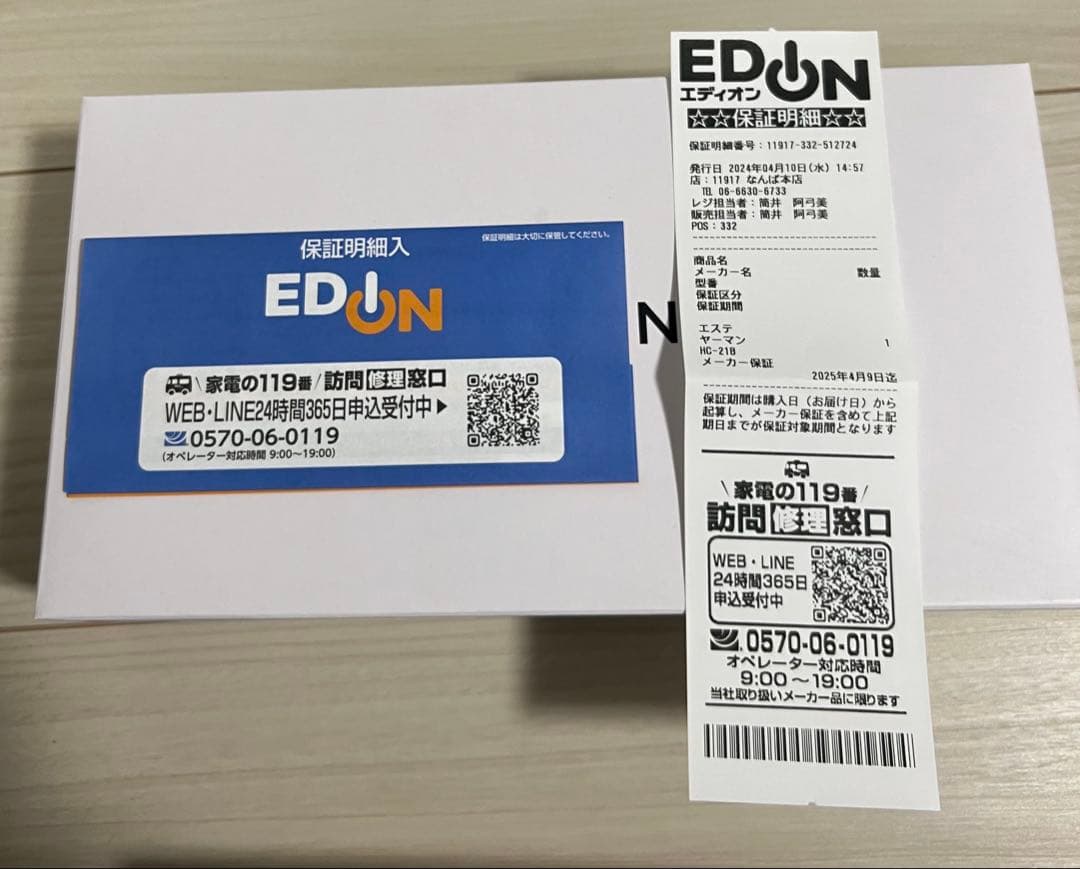 保証明細入
保証明細は大切に保管してください。
EDION
家電の119番
訪問修理窓口
WEB・LINE24時間365日申込受付中▶
0570-06-0119
(オペレーター対応時間 9:00〜19:00)
N
EDION
エディオン
☆☆保証明細☆☆
保証明細番号：11917-332-512724
発行日 2024年04月10日(水) 14:57
店：11917 なんば本店
TEL 06-6630-6733
レジ担当者：筒井 阿弓美
販売担当者：筒井 阿弓美
POS：332
商品名
メーカー名 数量
型番
保証区分
保証期間
エステ
ヤーマン 1
HC-21B
メーカー保証
2025年4月9日迄
保証期間は購入日（お届け日）から
起算し、メーカー保証を含めて上記
期日までが保証対象期間となります
\家電の119番/
訪問修理窓口
WEB・LINE
24時間365日
申込受付中
0570-06-0119
オペレーター対応時間
9:00〜19:00
当社取り扱いメーカー品に限ります